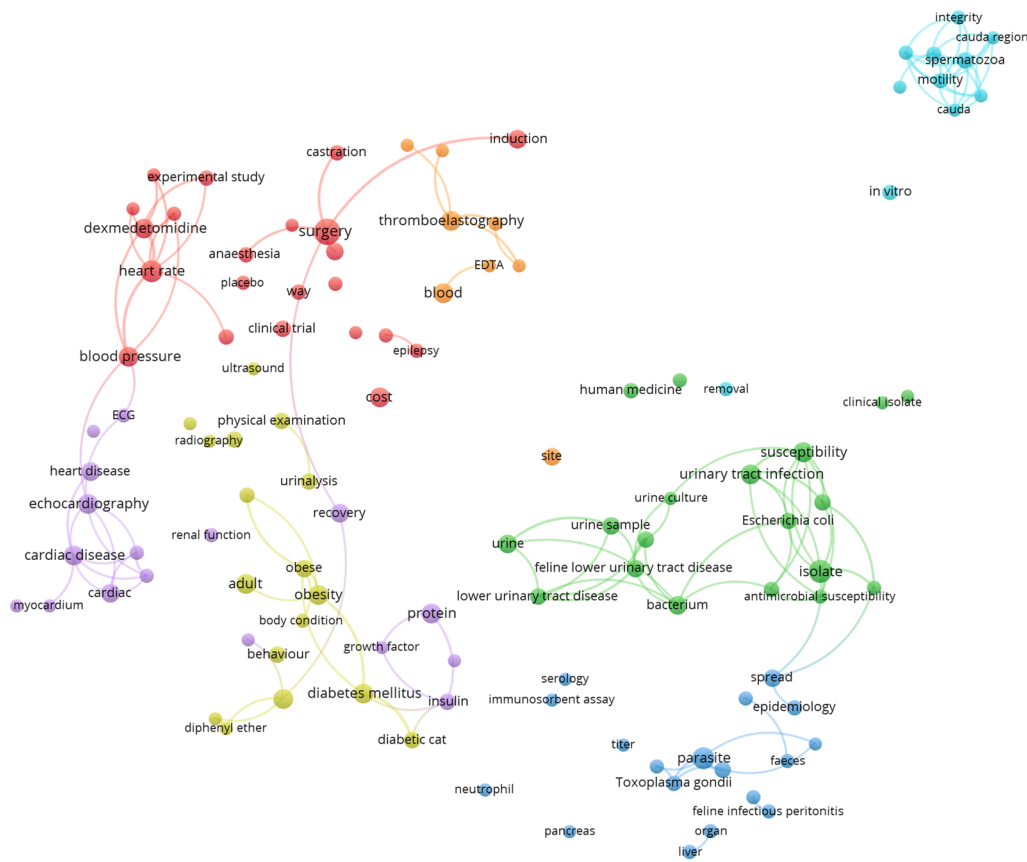 integrity
cauda region
spermatozoa
motility
cauda
induction
castration
experimental study
in vitro
thromboelastography
dexmedetomidine
surgery
anaesthesia
EDTA
heart rate
placebo
way
blood
clinical trial
epilepsy
blood pressure
ultrasound
human medicine
removal
cost
clinical isolate
ECG
physical examination
radiography
susceptibility
site
heart disease
urinary tract infection
urinalysis
urine culture
echocardiography
recovery
urine sample
Escherichia coli
renal function
urine
cardiac disease
obese
feline lower urinary tract disease
isolate
adult
obesity
cardiac
lower urinary tract disease
antimicrobial susceptibility
myocardium
bacterium
protein
body condition
growth factor
behaviour
serology
spread
diabetes mellitus
insulin
immunosorbent assay
epidemiology
diphenyl ether
diabetic cat
titer
parasite
faeces
Toxoplasma gondii
neutrophil
feline infectious peritonitis
pancreas
organ
liver